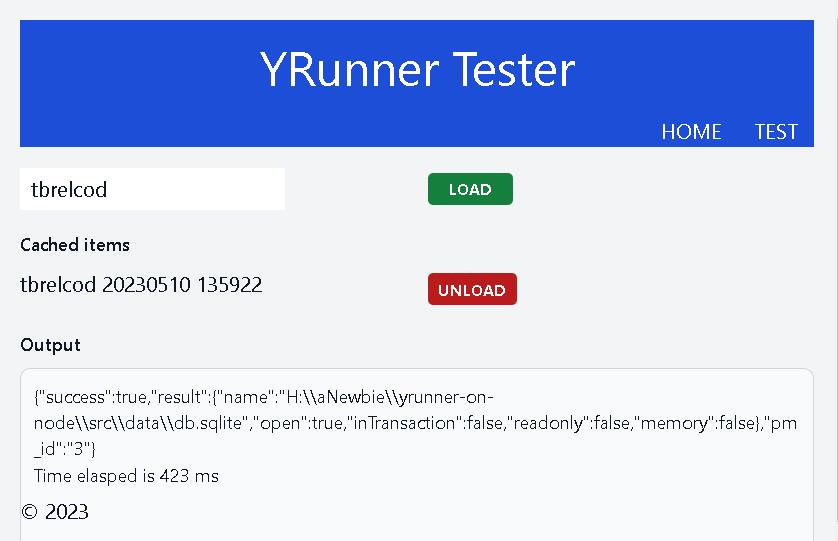 YRunner Tester
HOME TEST
tbrelcod LOAD
Cached items
tbrelcod 20230510 135922 UNLOAD
Output
{"success":true,"result":{"name":"H:\\aNewbie\\yrunner-on-
node\\src\\data\\db.sqlite","open":true,"inTransaction":false,"readonly":false,"memory":false},"pm
_id":"3"}
Time elasped is 423 ms
© 2023